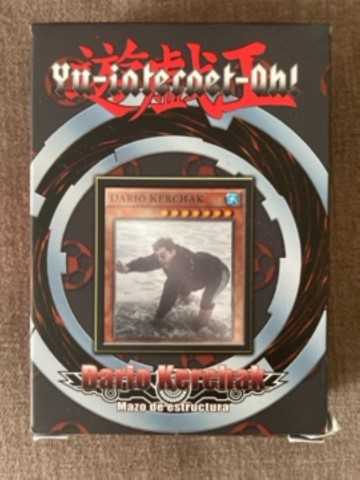 遊戯王
Yu-internet-Oh!
DARIO KERCHAK
Dario Kerchak
Mazo de estructura